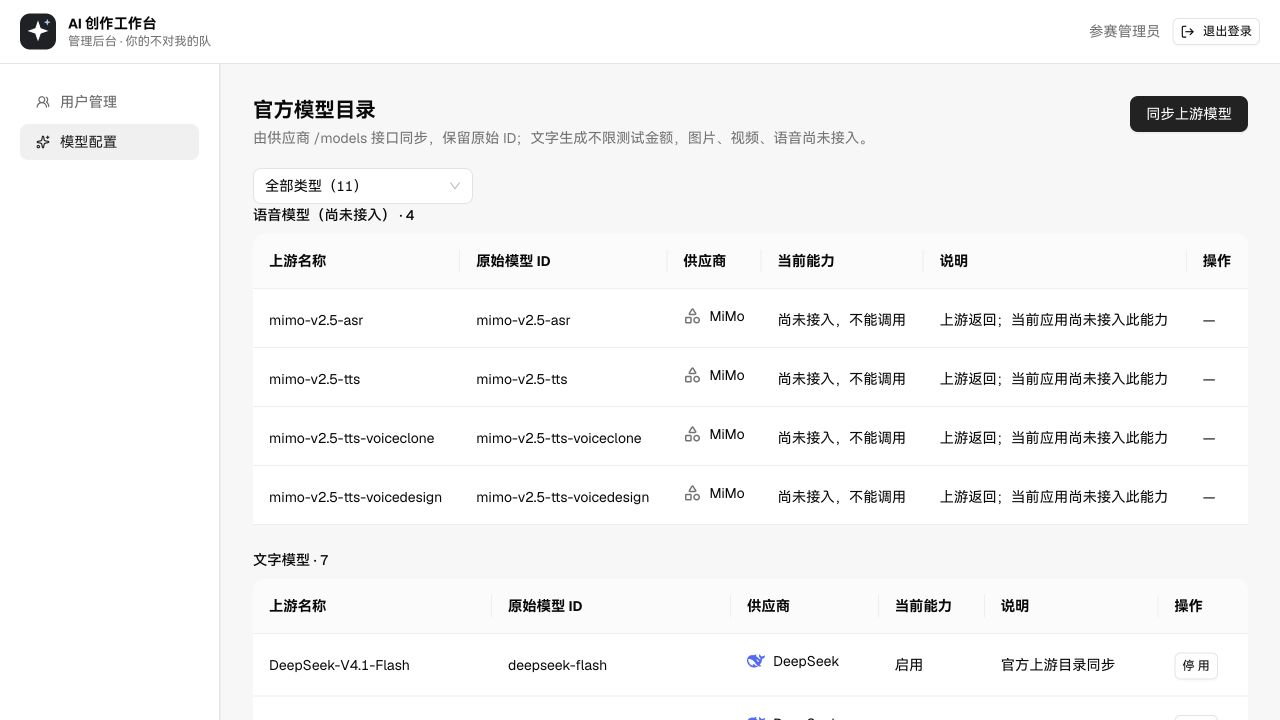 AI 创作工作台
管理后台 · 你的不对我的队
参赛管理员
退出登录
用户管理
模型配置
官方模型目录
由供应商 /models 接口同步，保留原始 ID；文字生成不限测试金额，图片、视频、语音尚未接入。
同步上游模型
全部类型（11）
语音模型（尚未接入） · 4
上游名称 原始模型 ID 供应商 当前能力 说明 操作
mimo-v2.5-asr mimo-v2.5-asr MiMo 尚未接入，不能调用 上游返回；当前应用尚未接入此能力 —
mimo-v2.5-tts mimo-v2.5-tts MiMo 尚未接入，不能调用 上游返回；当前应用尚未接入此能力 —
mimo-v2.5-tts-voiceclone mimo-v2.5-tts-voiceclone MiMo 尚未接入，不能调用 上游返回；当前应用尚未接入此能力 —
mimo-v2.5-tts-voicedesign mimo-v2.5-tts-voicedesign MiMo 尚未接入，不能调用 上游返回；当前应用尚未接入此能力 —
文字模型 · 7
上游名称 原始模型 ID 供应商 当前能力 说明 操作
DeepSeek-V4.1-Flash deepseek-flash DeepSeek 启用 官方上游目录同步 停 用